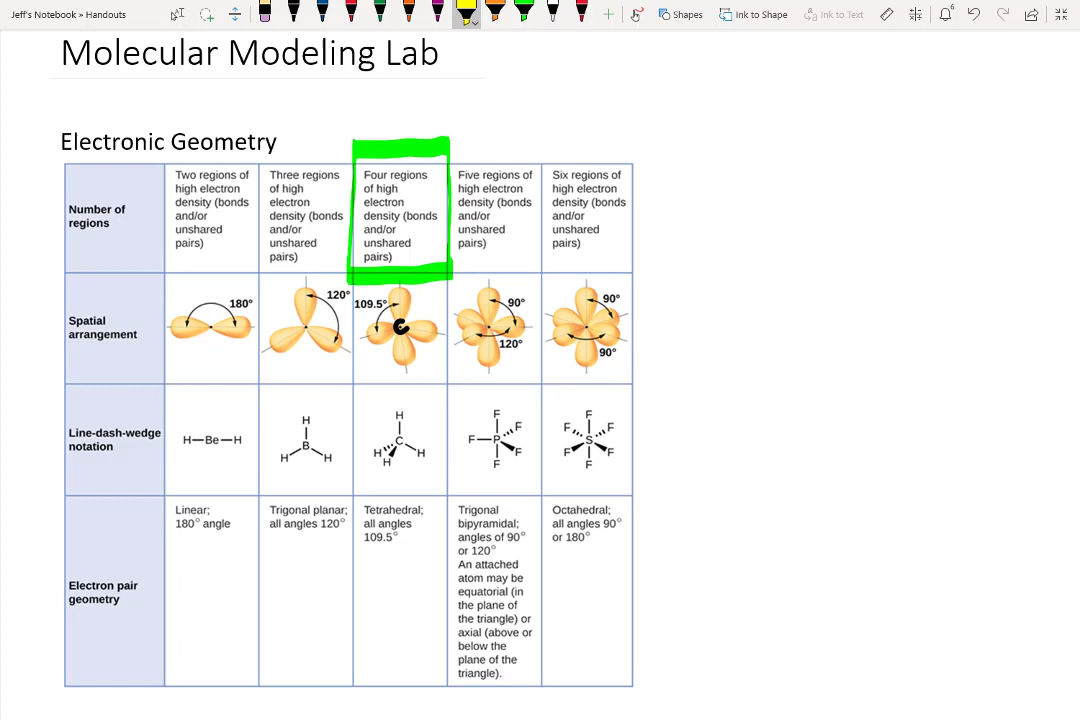 Jeff's Notebook » Handouts
Shapes
Ink to Shape
Ink to Text
6
Molecular Modeling Lab
Electronic Geometry
Number of
regions
Two regions of
high electron
density (bonds
and/or
unshared
pairs)
Three regions
of high
electron
density (bonds
and/or
unshared
pairs)
Four regions
of high
electron
density (bonds
and/or
unshared
pairs)
Five regions of
high electron
density (bonds
and/or
unshared
pairs)
Six regions of
high electron
density (bonds
and/or
unshared
pairs)
Spatial
arrangement
180°
120°
109.5°
C
90°
120°
90°
90°
Line-dash-wedge
notation
H—Be—H
H
B
H H
H
C
H H
H
F
F
F—P
F
F
F
F F
S
F F
F
Electron pair
geometry
Linear;
180° angle
Trigonal planar;
all angles 120°
Tetrahedral;
all angles
109.5°
Trigonal
bipyramidal;
angles of 90°
or 120°
An attached
atom may be
equatorial (in
the plane of
the triangle) or
axial (above or
below the
plane of the
triangle).
Octahedral;
all angles 90°
or 180°